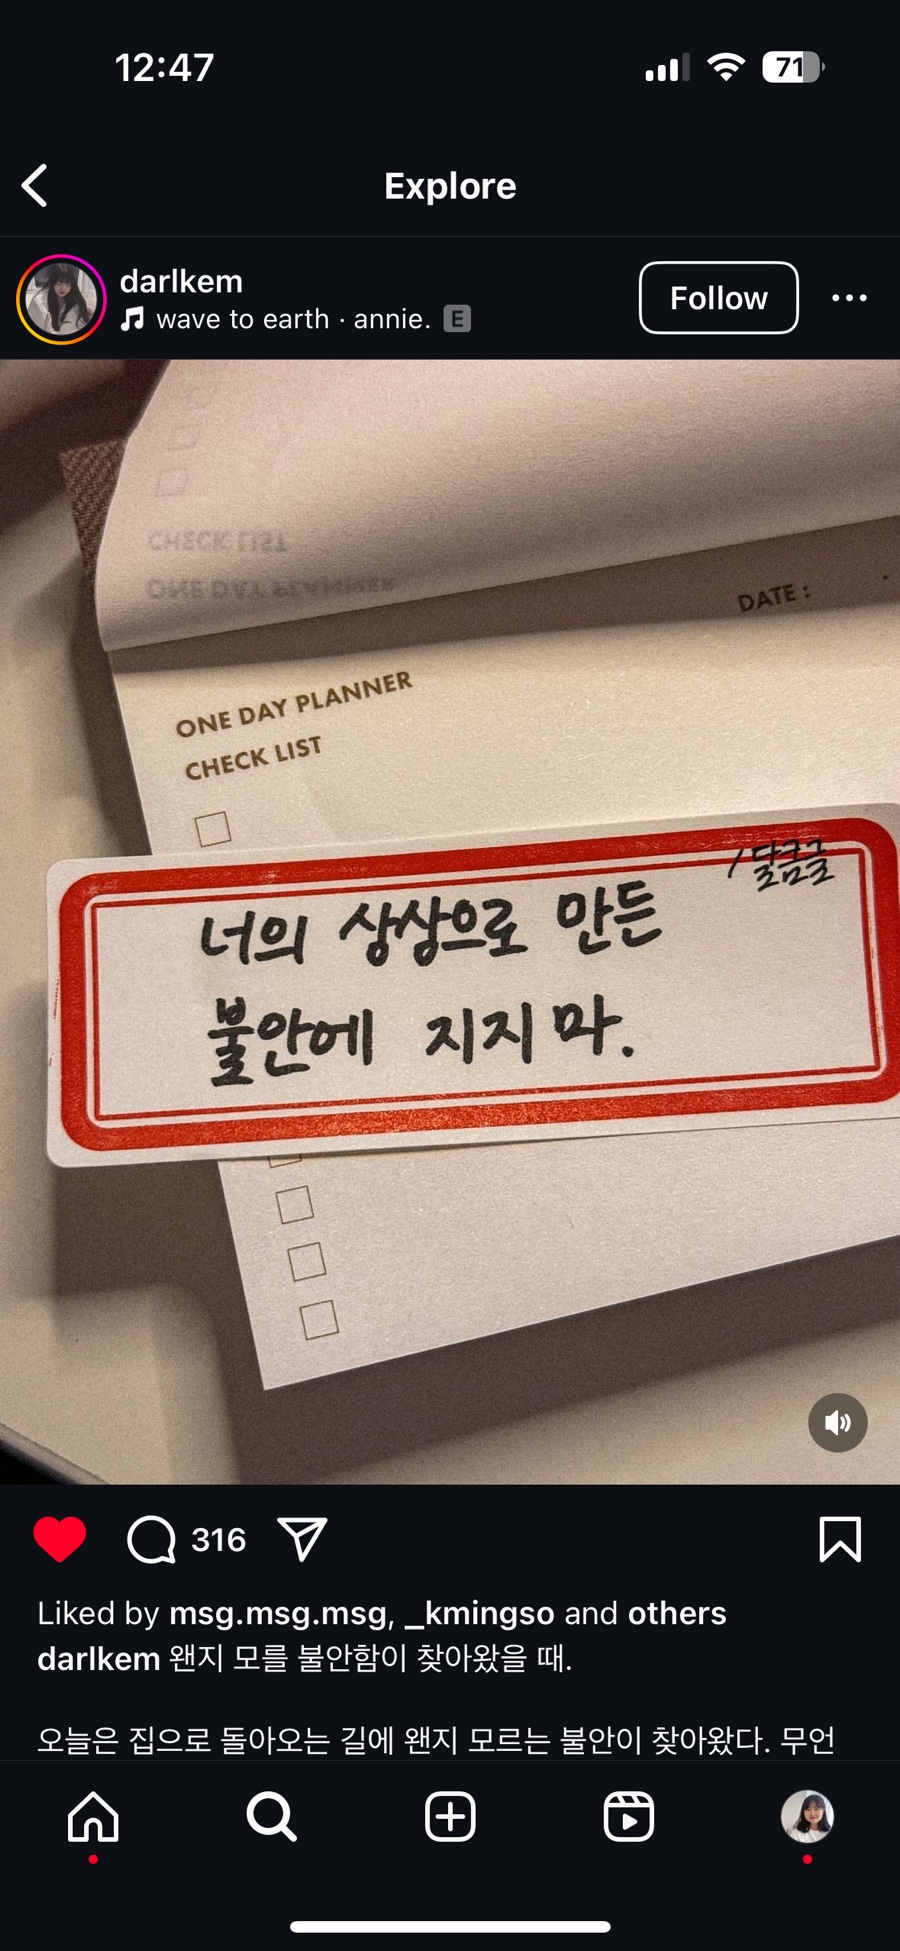 12:47
71
Explore
darlkem
wave to earth · annie. E
Follow
CHECK LIST
ONE DAY PLANNER
DATE :
ONE DAY PLANNER
CHECK LIST
/달금글
너의 상상으로 만든
불안에 지지 마.
316
Liked by msg.msg.msg, _kmingso and others
darlkem 왠지 모를 불안함이 찾아왔을 때.
오늘은 집으로 돌아오는 길에 왠지 모르는 불안이 찾아왔다. 무언